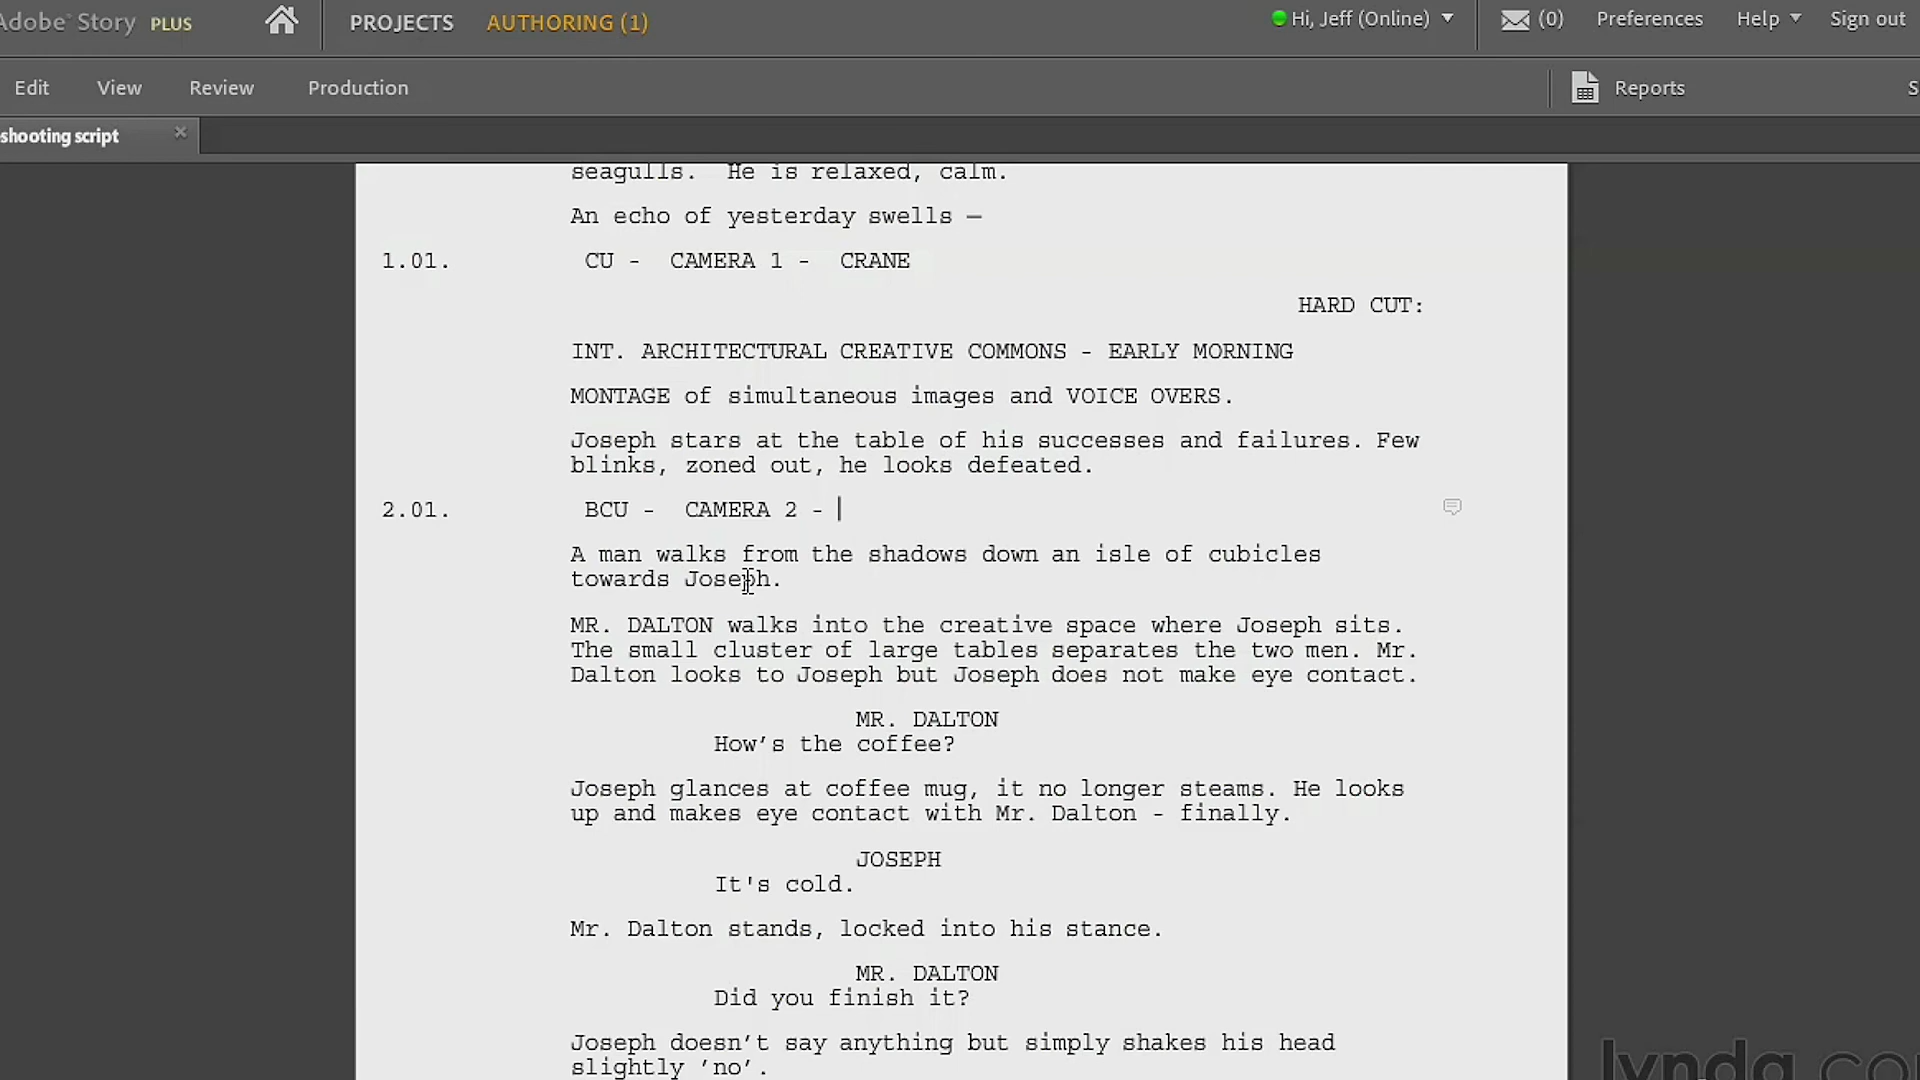 Adobe Story PLUS
PROJECTS
AUTHORING (1)
Hi, Jeff (Online)
(0)
Preferences
Help
Sign out
Edit
View
Review
Production
Reports
S
shooting script
seagulls. He is relaxed, calm.
An echo of yesterday swells —
1.01. CU - CAMERA 1 - CRANE
HARD CUT:
INT. ARCHITECTURAL CREATIVE COMMONS - EARLY MORNING
MONTAGE of simultaneous images and VOICE OVERS.
Joseph stars at the table of his successes and failures. Few
blinks, zoned out, he looks defeated.
2.01. BCU - CAMERA 2 -
A man walks from the shadows down an isle of cubicles
towards Joseph.
MR. DALTON walks into the creative space where Joseph sits.
The small cluster of large tables separates the two men. Mr.
Dalton looks to Joseph but Joseph does not make eye contact.
MR. DALTON
How’s the coffee?
Joseph glances at coffee mug, it no longer steams. He looks
up and makes eye contact with Mr. Dalton - finally.
JOSEPH
It's cold.
Mr. Dalton stands, locked into his stance.
MR. DALTON
Did you finish it?
Joseph doesn’t say anything but simply shakes his head
slightly ’no’.
lynda.co